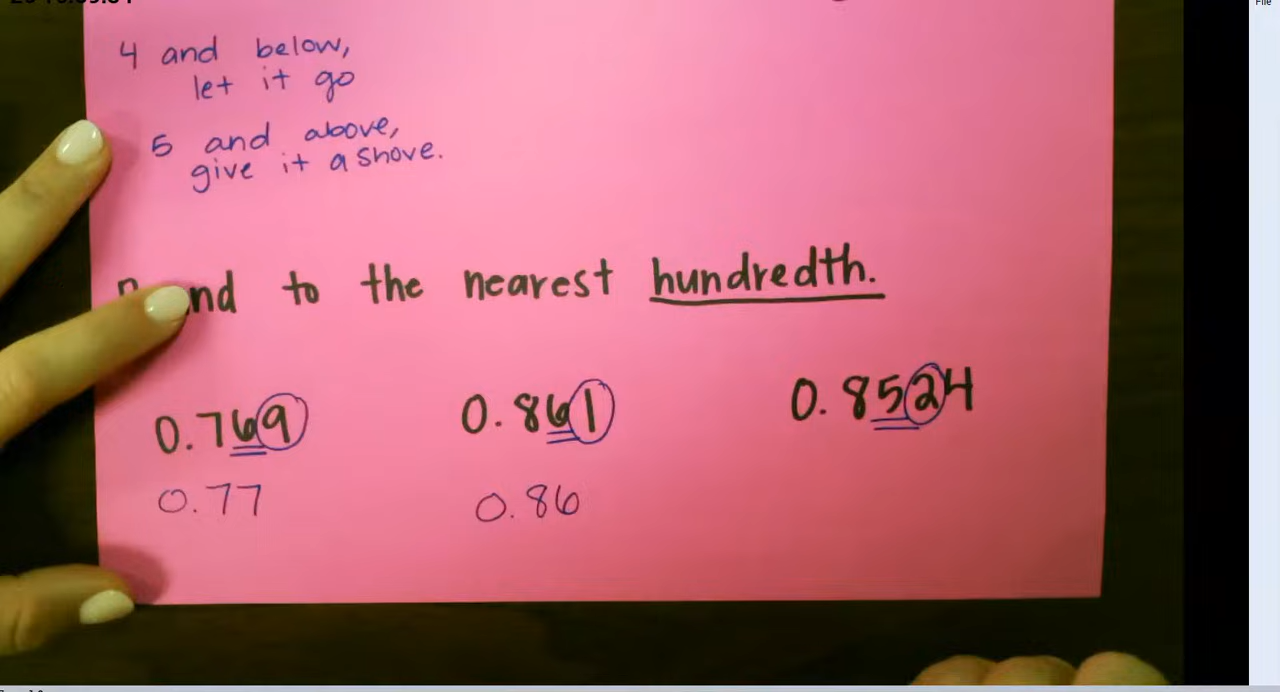 4 and below,
let it go
5 and above,
give it a shove.
nd to the nearest hundredth.
0.769 0.861 0.8524
0.77 0.86
File